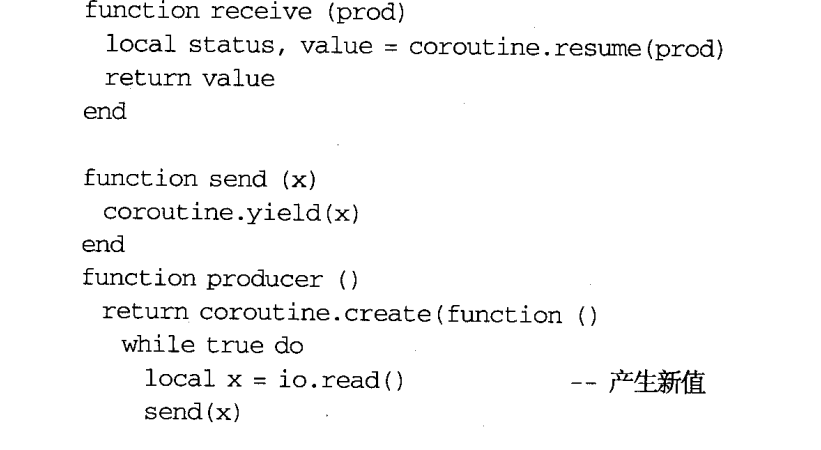 function receive (prod)
  local status, value = coroutine.resume(prod)
  return value
end

function send (x)
  coroutine.yield(x)
end
function producer ()
  return coroutine.create(function ()
    while true do
      local x = io.read()            -- 产生新值
      send(x)